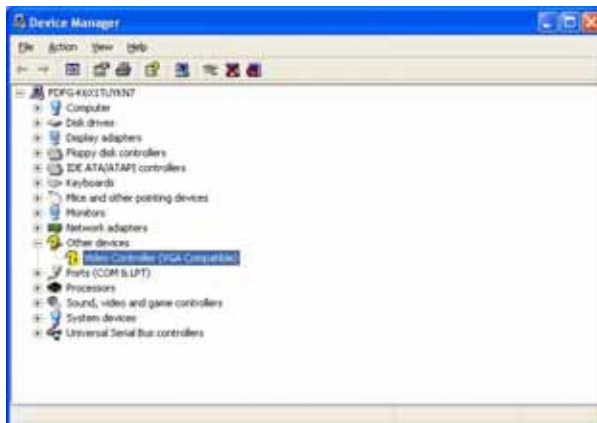 Device Manager
File Action View Help
Computer
Disk drives
Display adapters
Floppy disk controllers
IDE ATA/ATAPI controllers
Keyboards
Mice and other pointing devices
Monitors
Network adapters
Other devices
Video Controller (VGA Compatible)
Ports (COM & LPT)
Processors
Sound, video and game controllers
System devices
Universal Serial Bus controllers